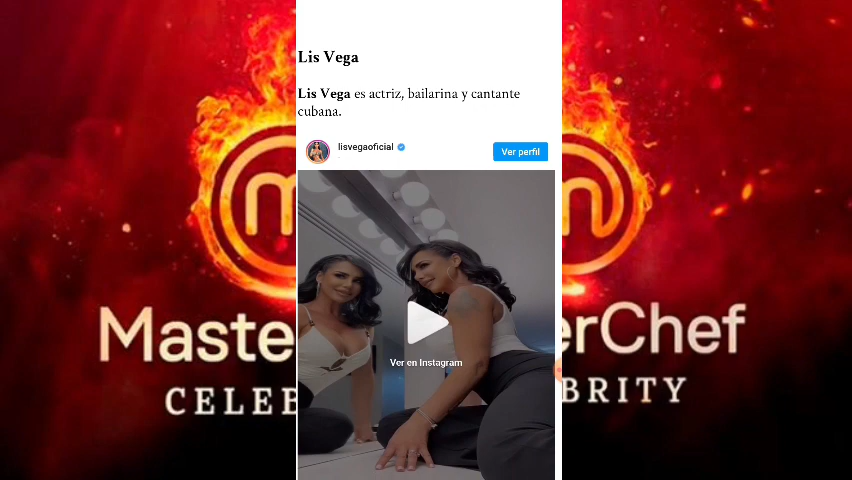 Lis Vega
Lis Vega es actriz, bailarina y cantante
cubana.
lisvegaoficial
Ver perfil
Ver en Instagram
Maste
erChef
CELEB
BRITY